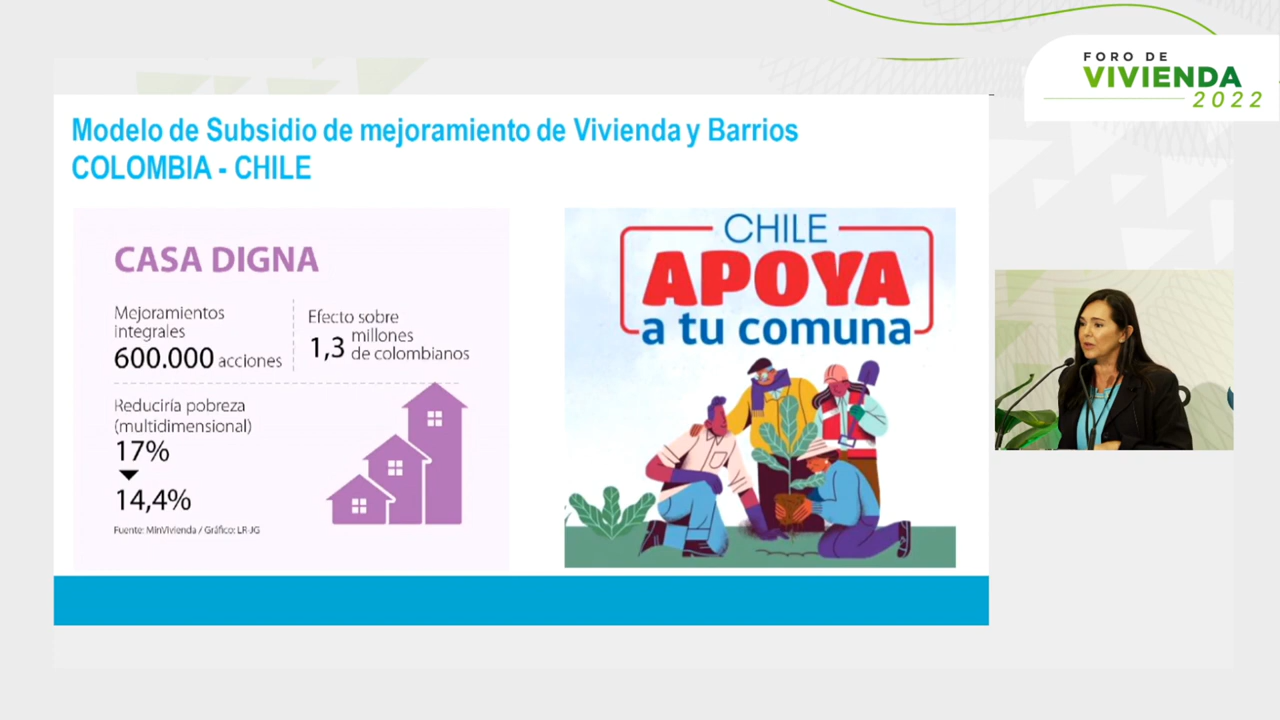 FORO DE
VIVIENDA
2022
Modelo de Subsidio de mejoramiento de Vivienda y Barrios
COLOMBIA - CHILE
CASA DIGNA
Mejoramientos
integrales
600.000 acciones
Efecto sobre
1,3 millones
de colombianos
Reduciría pobreza
(multidimensional)
17%
14,4%
Fuente: MinVivienda / Gráfico: LR-JG
CHILE
APOYA
a tu comuna